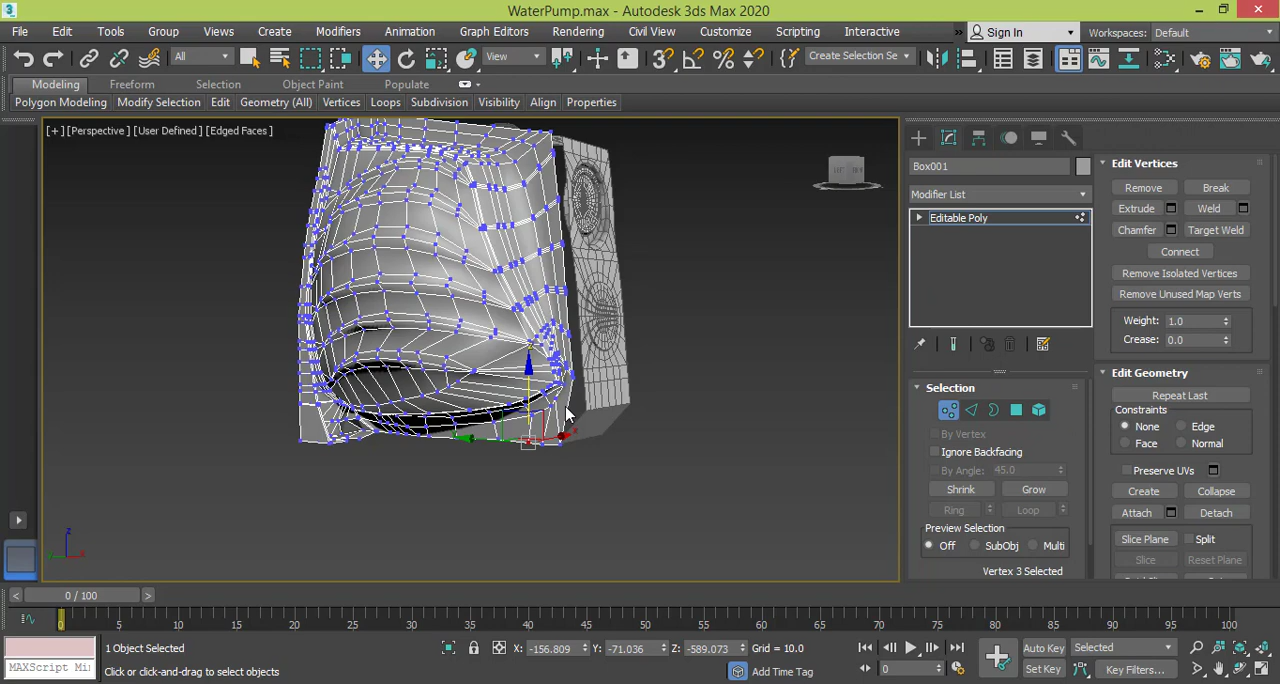 WaterPump.max - Autodesk 3ds Max 2020
File Edit Tools Group Views Create Modifiers Animation Graph Editors Rendering Civil View Customize Scripting Interactive Sign In Workspaces: Default
All View Create Selection Se
Modeling Freeform Selection Object Paint Populate
Polygon Modeling Modify Selection Edit Geometry (All) Vertices Loops Subdivision Visibility Align Properties
[+] [Perspective] [User Defined] [Edged Faces]
Box001
Modifier List
Editable Poly
Selection
By Vertex
Ignore Backfacing
By Angle: 45.0
Shrink Grow
Ring Loop
Preview Selection
Off SubObj Multi
Vertex 3 Selected
Edit Vertices
Remove Break
Extrude Weld
Chamfer Target Weld
Connect
Remove Isolated Vertices
Remove Unused Map Verts
Weight: 1.0
Crease: 0.0
Edit Geometry
Repeat Last
Constraints
None Edge
Face Normal
Preserve UVs
Create Collapse
Attach Detach
Slice Plane Split
Slice Reset Plane
z
x
0 / 100
0 5 10 15 20 25 30 35 40 45 50 55 60 65 70 75 80 85 90 95 100
1 Object Selected X: -156.809 Y: -71.036 Z: -589.073 Grid = 10.0 Auto Key Selected
MAXScript Mi Click or click-and-drag to select objects Add Time Tag 0 Set Key Key Filters...